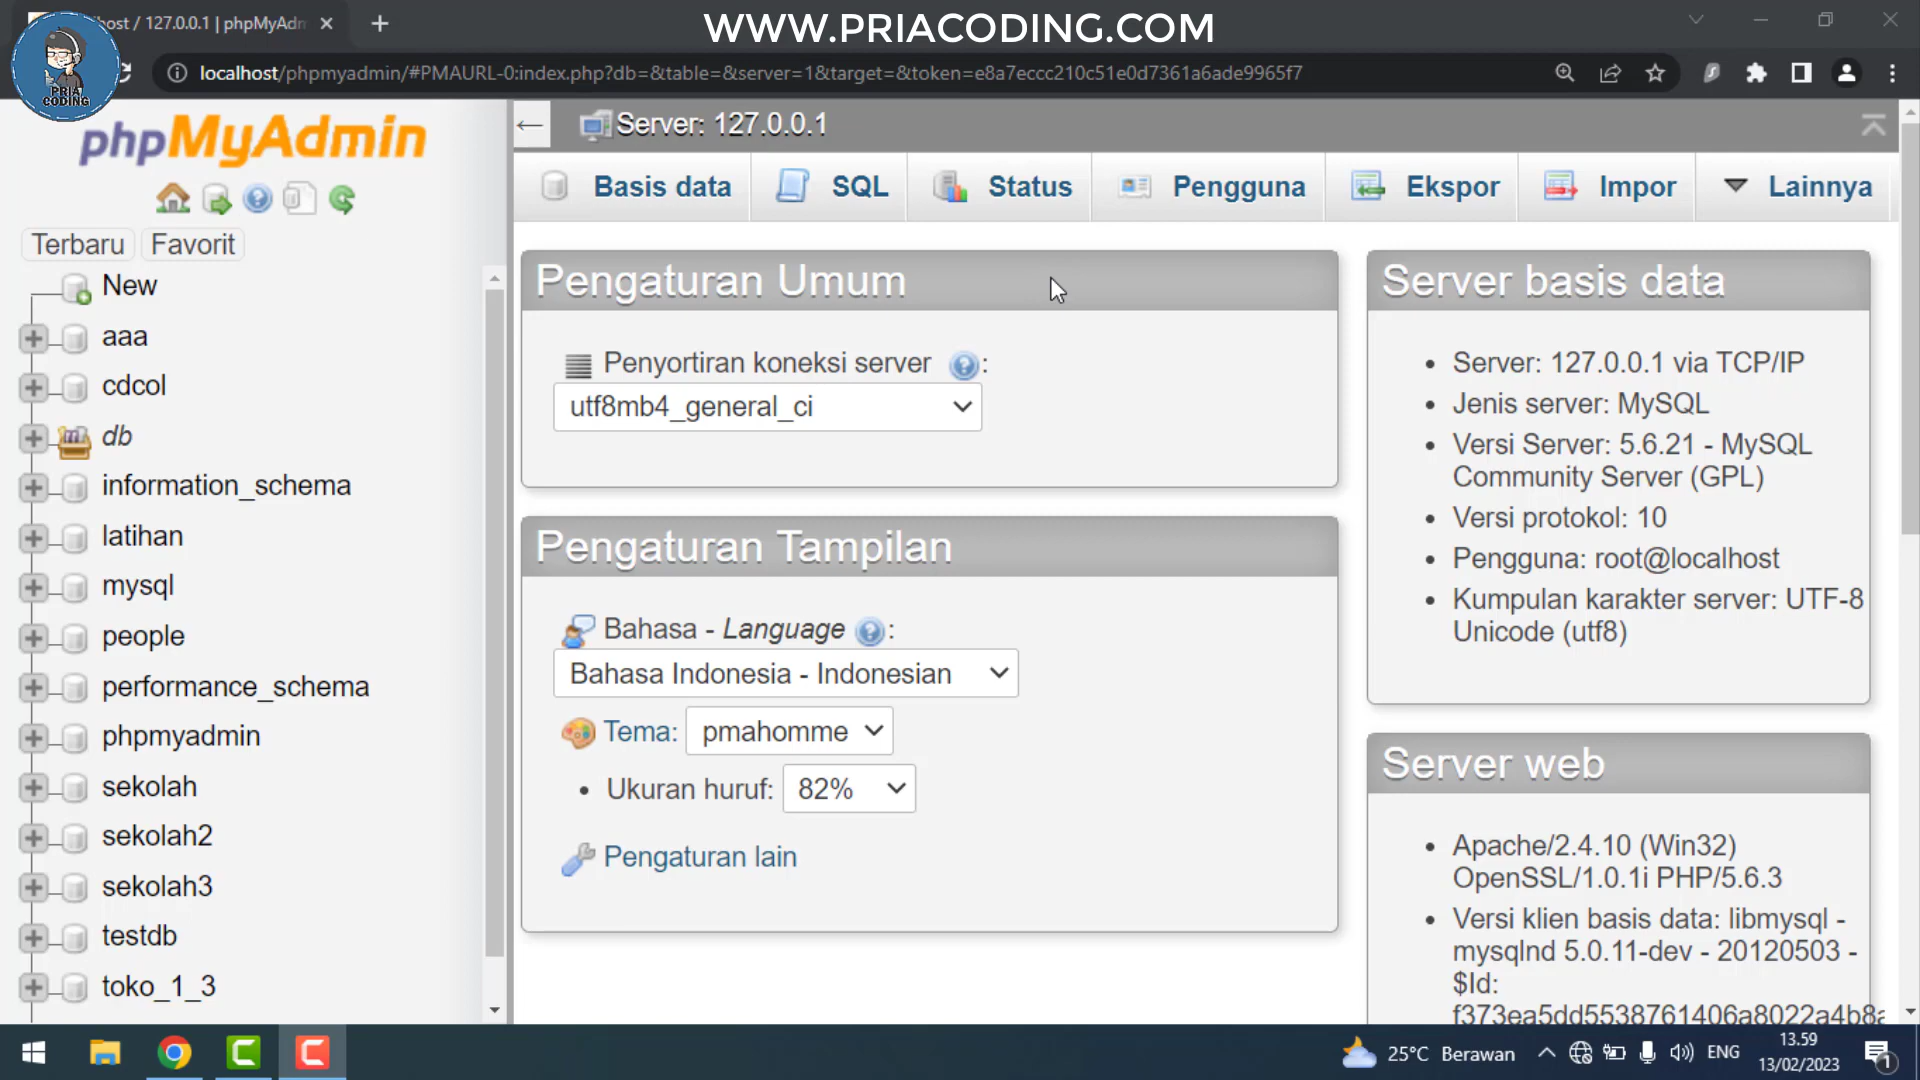 host / 127.0.0.1 | phpMyAdm
WWW.PRIACODING.COM
PRIA
CODING
localhost/phpmyadmin/#PMAURL-0:index.php?db=&table=&server=1&target=&token=e8a7eccc210c51e0d7361a6ade9965f7
phpMyAdmin
Terbaru
Favorit
New
aaa
cdcol
db
information_schema
latihan
mysql
people
performance_schema
phpmyadmin
sekolah
sekolah2
sekolah3
testdb
toko_1_3
Server: 127.0.0.1
Basis data
SQL
Status
Pengguna
Ekspor
Impor
Lainnya
Pengaturan Umum
Penyortiran koneksi server :
utf8mb4_general_ci
Pengaturan Tampilan
Bahasa - Language :
Bahasa Indonesia - Indonesian
Tema: pmahomme
• Ukuran huruf: 82%
Pengaturan lain
Server basis data
• Server: 127.0.0.1 via TCP/IP
• Jenis server: MySQL
• Versi Server: 5.6.21 - MySQL
Community Server (GPL)
• Versi protokol: 10
• Pengguna: root@localhost
• Kumpulan karakter server: UTF-8
Unicode (utf8)
Server web
• Apache/2.4.10 (Win32)
OpenSSL/1.0.1i PHP/5.6.3
• Versi klien basis data: libmysql -
mysqlnd 5.0.11-dev - 20120503 -
$Id:
f373ea5dd5538761406a8022a4b8a
25°C Berawan
ENG
13.59
13/02/2023
1